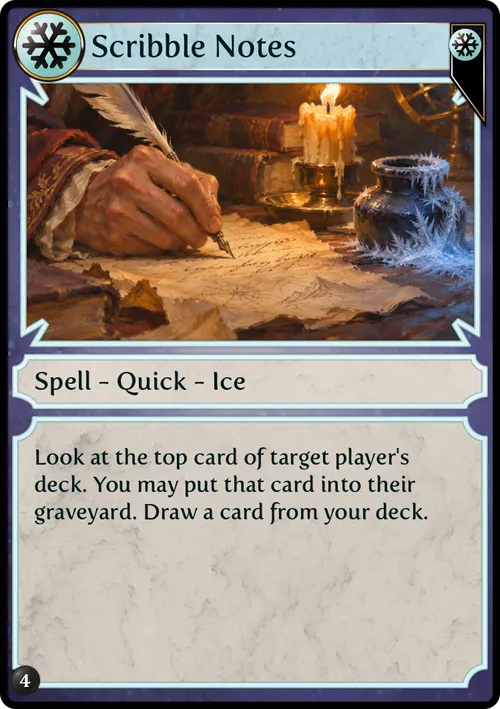 Scribble Notes
Spell - Quick - Ice
Look at the top card of target player's
deck. You may put that card into their
graveyard. Draw a card from your deck.
4